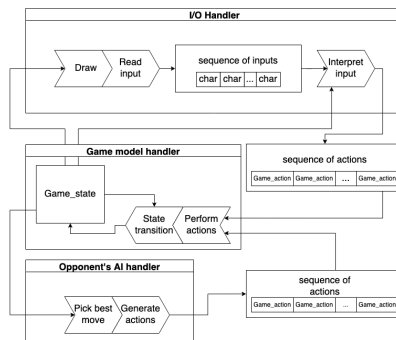 I/O Handler
Draw
Read
input
sequence of inputs
char char ... char
Interpret
input
Game model handler
Game_state
State
transition
Perform
actions
sequence of actions
Game_action Game_action ... Game_action
Opponent's AI handler
Pick best
move
Generate
actions
sequence of
actions
Game_action Game_action ... Game_action